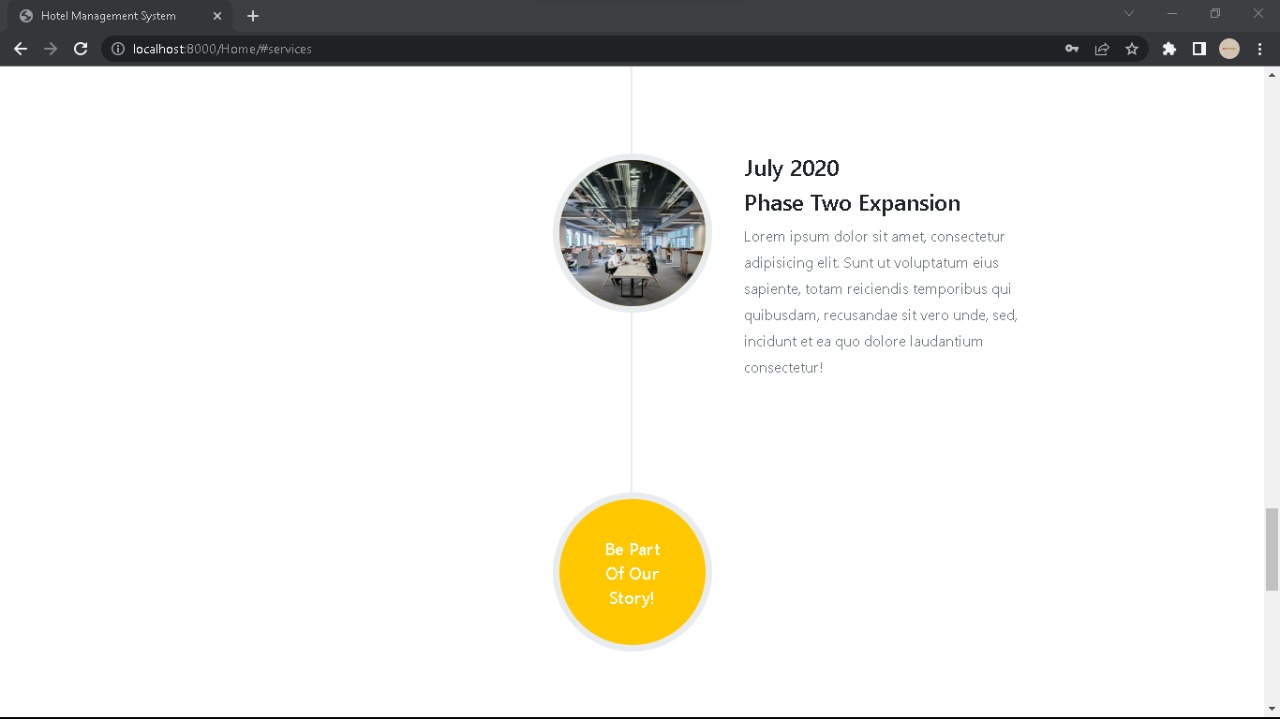 Hotel Management System
localhost:8000/Home/#services
July 2020
Phase Two Expansion
Lorem ipsum dolor sit amet, consectetur
adipisicing elit. Sunt ut voluptatum eius
sapiente, totam reiciendis temporibus qui
quibusdam, recusandae sit vero unde, sed,
incidunt et ea quo dolore laudantium
consectetur!
Be Part
Of Our
Story!